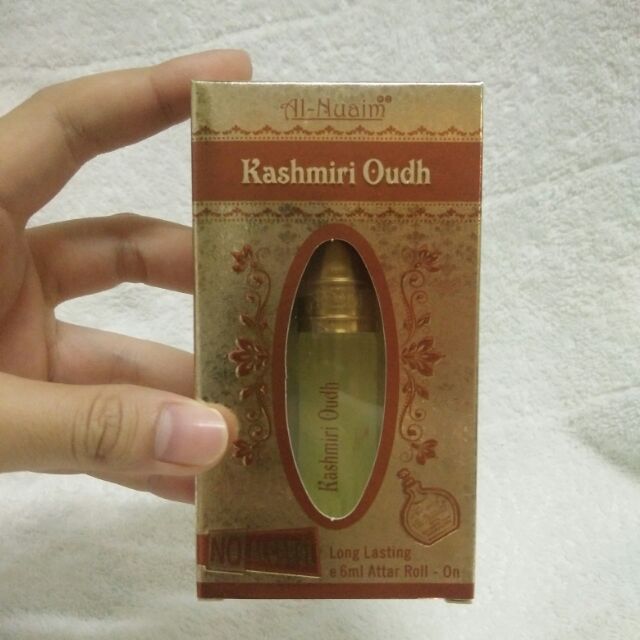 Al-Nuaim
Kashmiri Oudh
Kashmiri Oudh
NO
Long Lasting
e 6ml Attar Roll - On